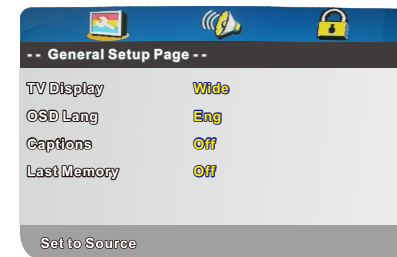 -- General Setup Page --
TV Display Wide
OSD Lang Eng
Captions Off
Last Memory Off
Set to Source